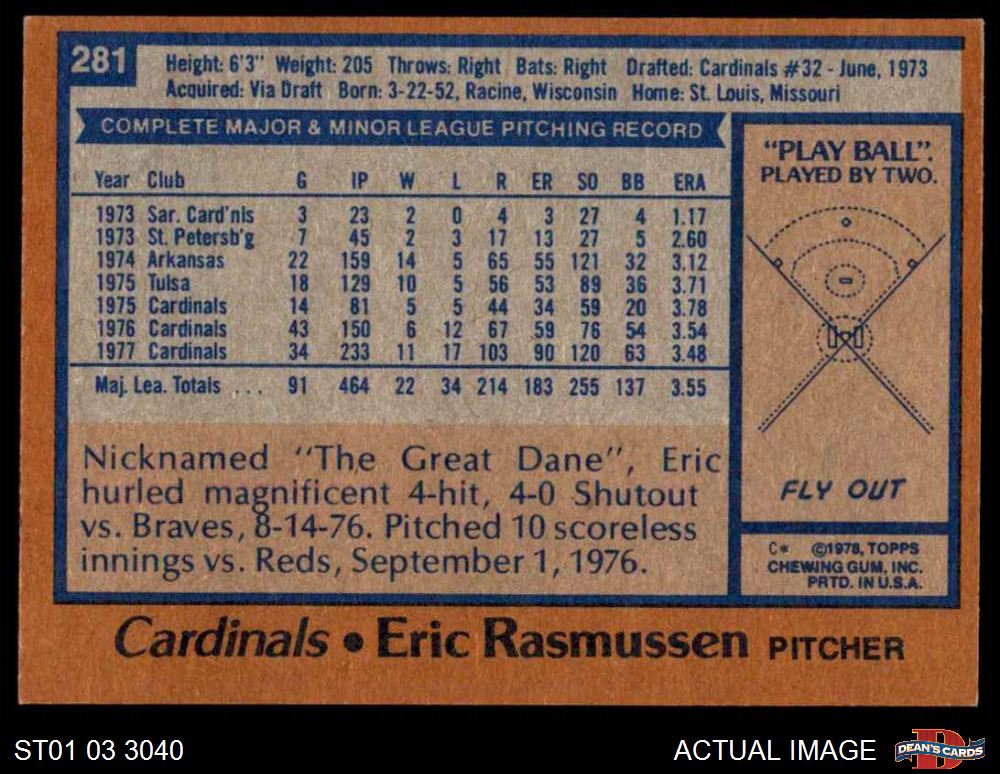 281
Height: 6'3" Weight: 205 Throws: Right Bats: Right Drafted: Cardinals #32 - June, 1973
Acquired: Via Draft Born: 3-22-52, Racine, Wisconsin Home: St. Louis, Missouri
COMPLETE MAJOR & MINOR LEAGUE PITCHING RECORD
Year Club G IP W L R ER SO BB ERA
1973 Sar. Card'nls 3 23 2 0 4 3 27 4 1.17
1973 St. Petersb'g 7 45 2 3 17 13 27 5 2.60
1974 Arkansas 22 159 14 5 65 55 121 32 3.12
1975 Tulsa 18 129 10 5 56 53 89 36 3.71
1975 Cardinals 14 81 5 5 44 34 59 20 3.78
1976 Cardinals 43 150 6 12 67 59 76 54 3.54
1977 Cardinals 34 233 11 17 103 90 120 63 3.48
Maj. Lea. Totals . . . 91 464 22 34 214 183 255 137 3.55
Nicknamed "The Great Dane", Eric
hurled magnificent 4-hit, 4-0 Shutout
vs. Braves, 8-14-76. Pitched 10 scoreless
innings vs. Reds, September 1, 1976.
"PLAY BALL".
PLAYED BY TWO.
FLY OUT
C* ©1978, TOPPS
CHEWING GUM, INC.
PRTD. IN U.S.A.
Cardinals • Eric Rasmussen PITCHER
ST01 03 3040
ACTUAL IMAGE
DEAN'S CARDS